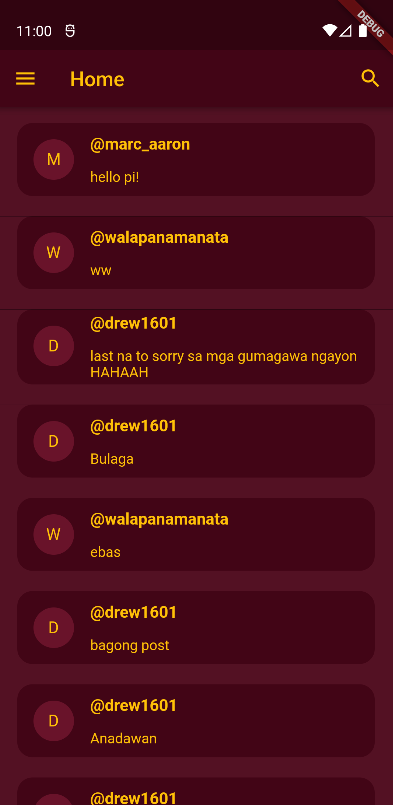 11:00
DEBUG
Home
M
@marc_aaron
hello pi!
W
@walapanamanata
ww
D
@drew1601
last na to sorry sa mga gumagawa ngayon
HAHAAH
D
@drew1601
Bulaga
W
@walapanamanata
ebas
D
@drew1601
bagong post
D
@drew1601
Anadawan
@drew1601